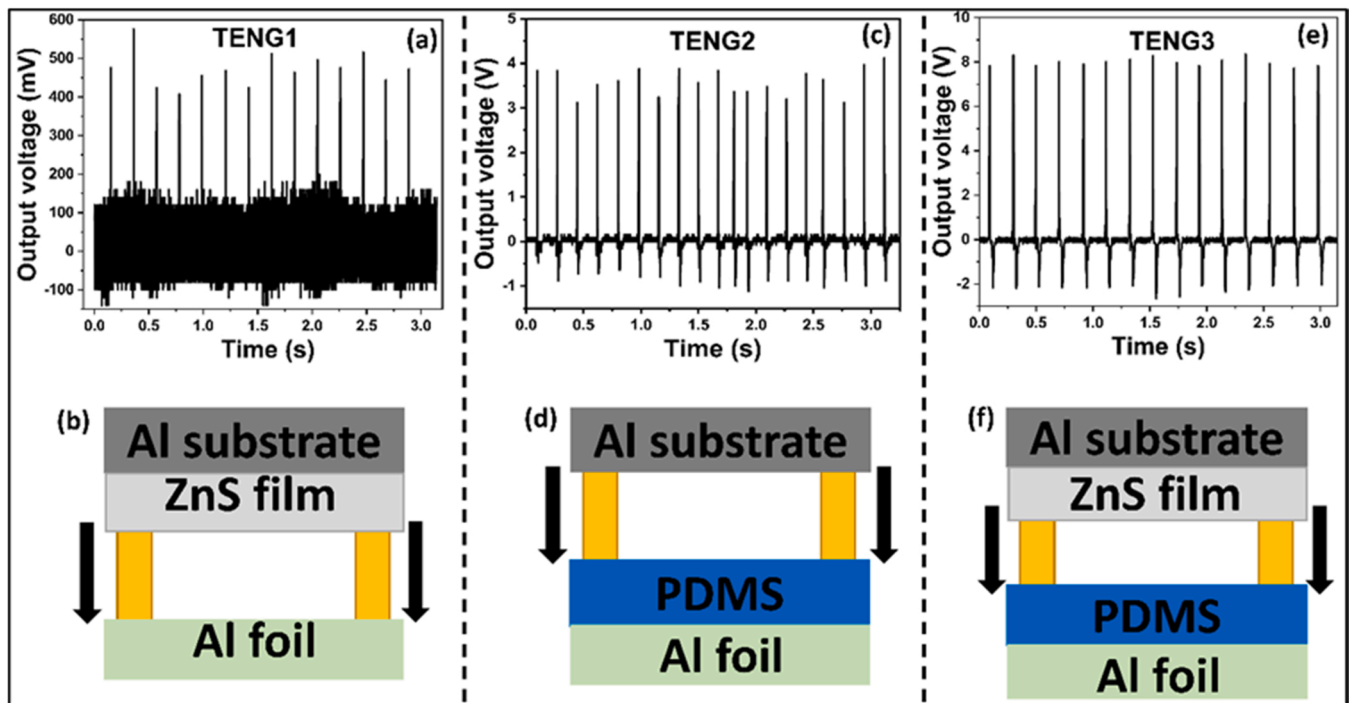 TENG1
(a)
Output voltage (mV)
600
500
400
300
200
100
0
-100
0.0 0.5 1.0 1.5 2.0 2.5 3.0
Time (s)
(b)
Al substrate
ZnS film
Al foil
TENG2
(c)
Output voltage (V)
5
4
3
2
1
0
-1
0.0 0.5 1.0 1.5 2.0 2.5 3.0
Time (s)
(d)
Al substrate
PDMS
Al foil
TENG3
(e)
Output voltage (V)
10
8
6
4
2
0
-2
0.0 0.5 1.0 1.5 2.0 2.5 3.0
Time (s)
(f)
Al substrate
ZnS film
PDMS
Al foil